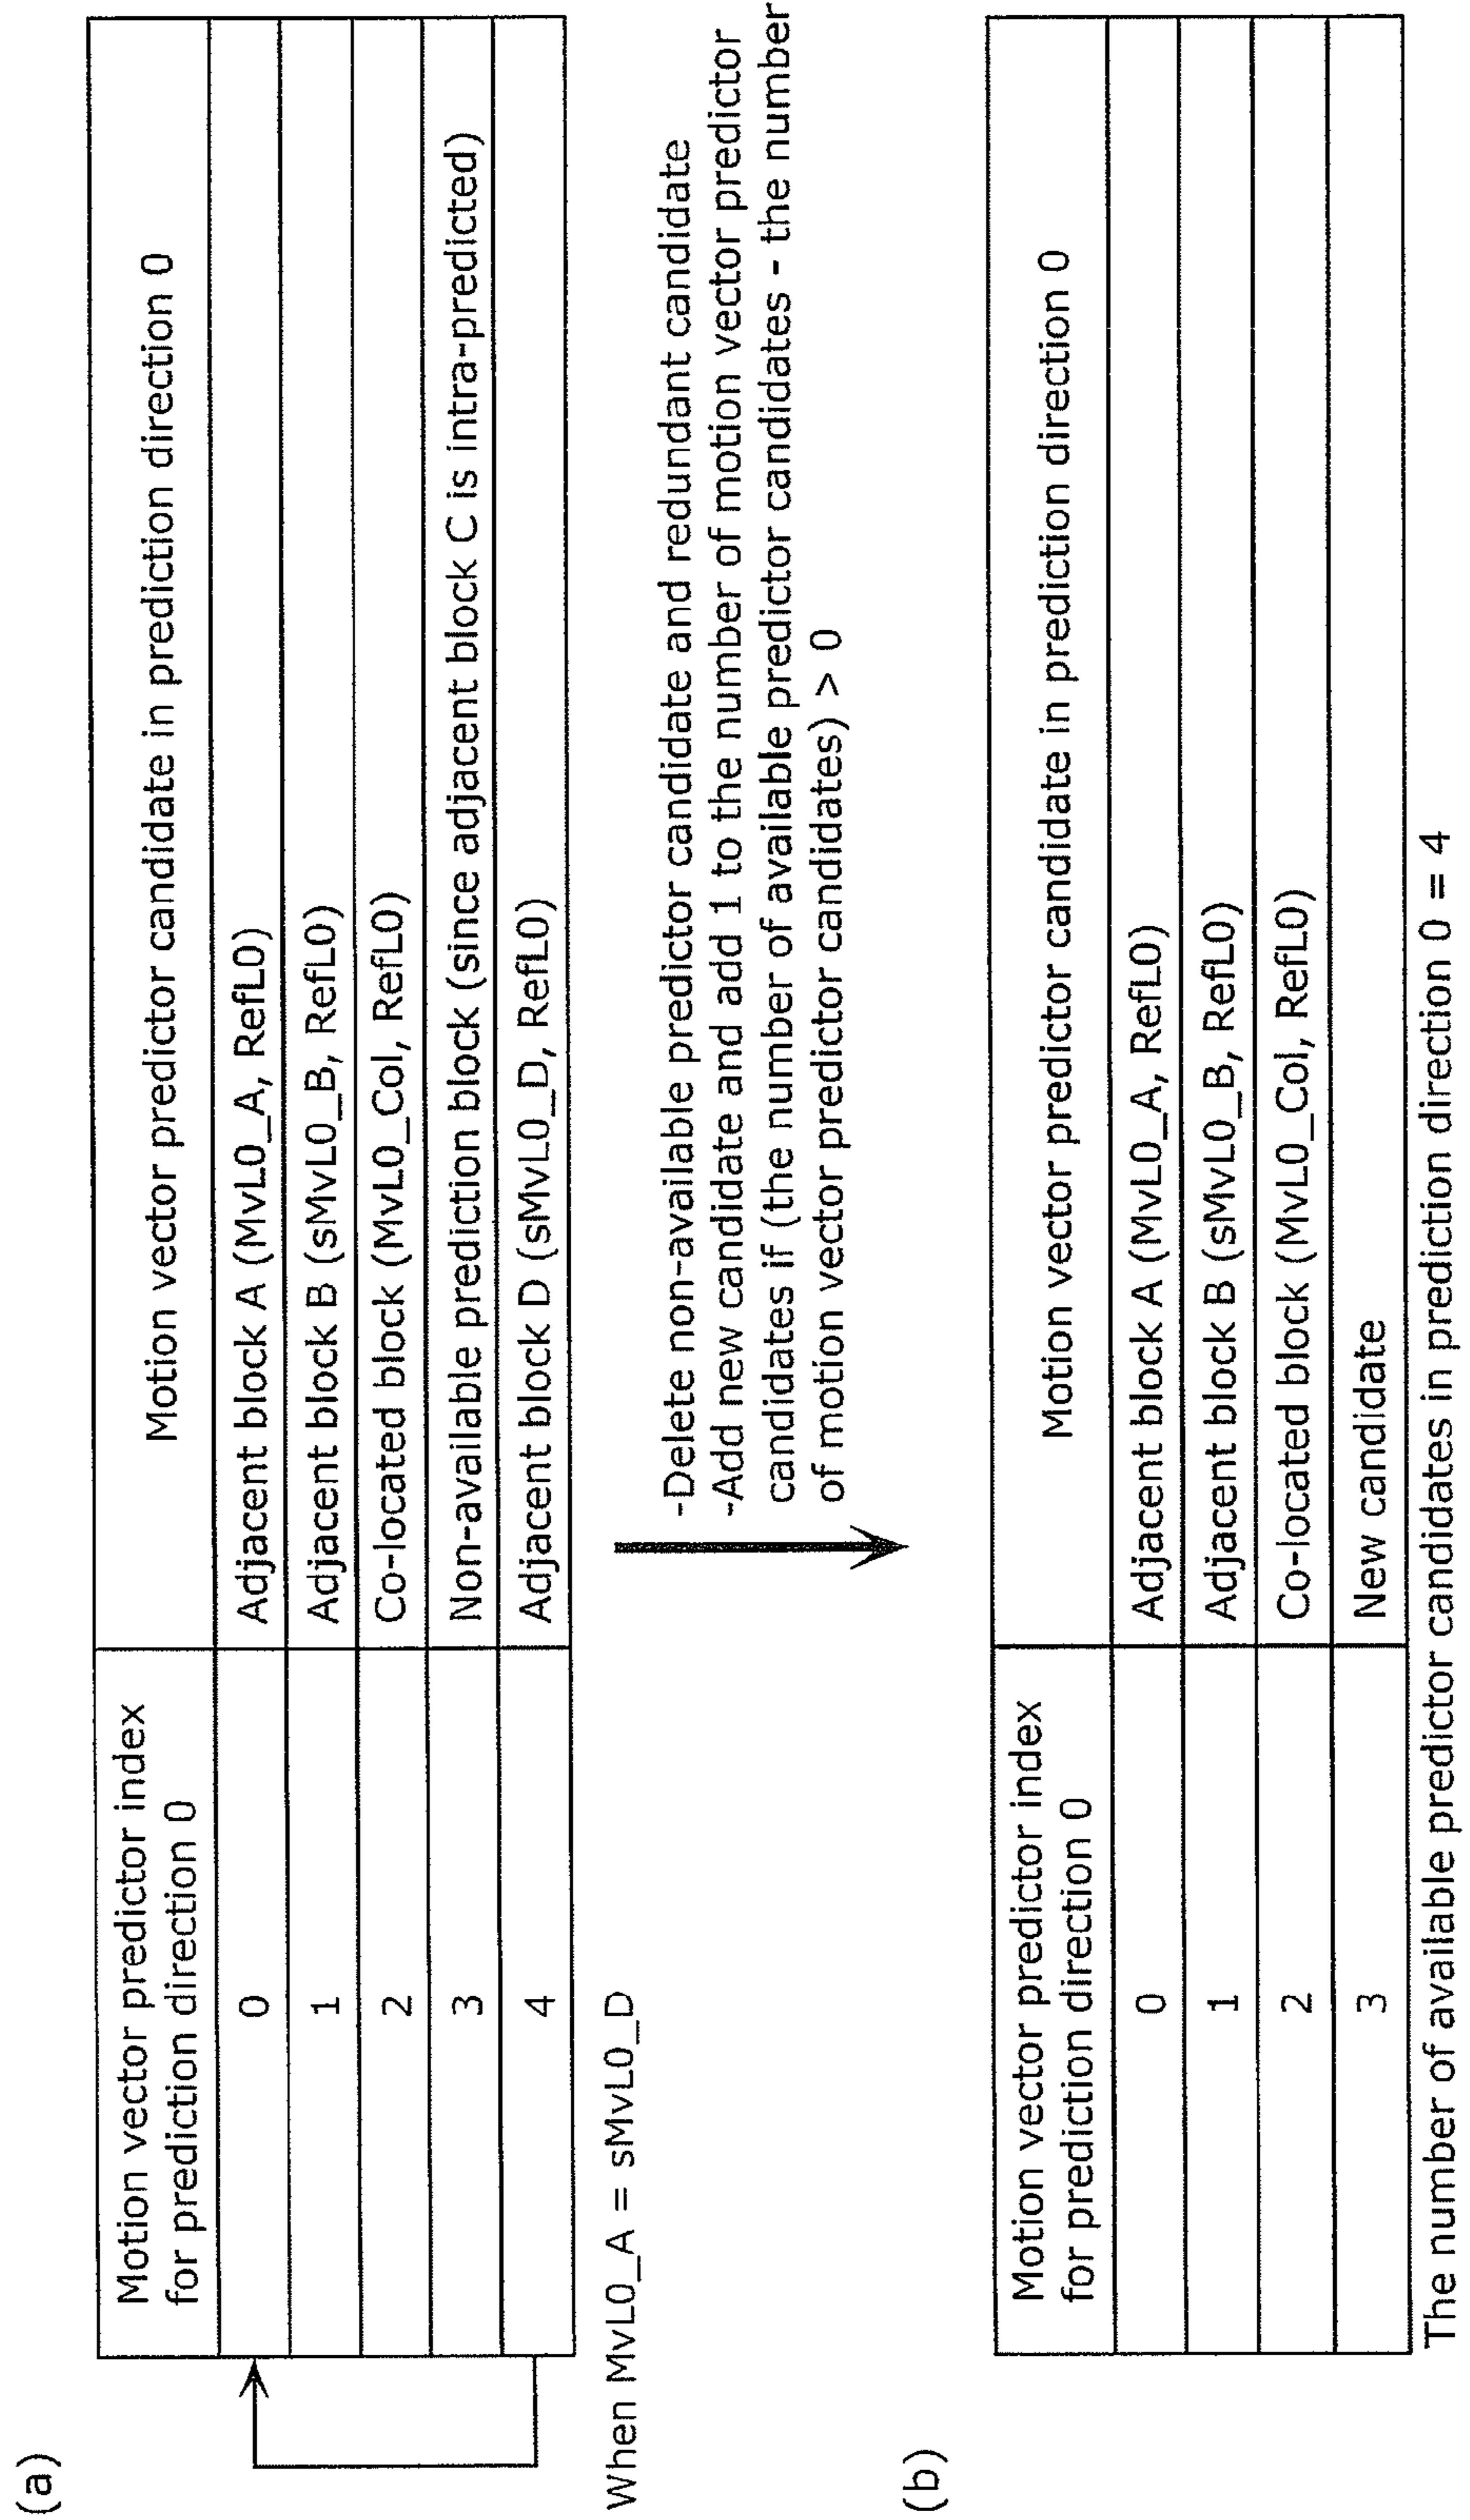 (a)
Motion vector predictor index
for prediction direction 0
Motion vector predictor candidate in prediction direction 0
0
Adjacent block A (MvL0_A, RefL0)
1
Adjacent block B (sMvL0_B, RefL0)
2
Co-located block (MvL0_Col, RefL0)
3
Non-available prediction block (since adjacent block C is intra-predicted)
4
Adjacent block D (sMvL0_D, RefL0)
When MvL0_A = sMvL0_D
-Delete non-available predictor candidate and redundant candidate
-Add new candidate and add 1 to the number of motion vector predictor
candidates if (the number of available predictor candidates - the number
of motion vector predictor candidates) > 0
(b)
Motion vector predictor index
for prediction direction 0
Motion vector predictor candidate in prediction direction 0
0
Adjacent block A (MvL0_A, RefL0)
1
Adjacent block B (sMvL0_B, RefL0)
2
Co-located block (MvL0_Col, RefL0)
3
New candidate
The number of available predictor candidates in prediction direction 0 = 4